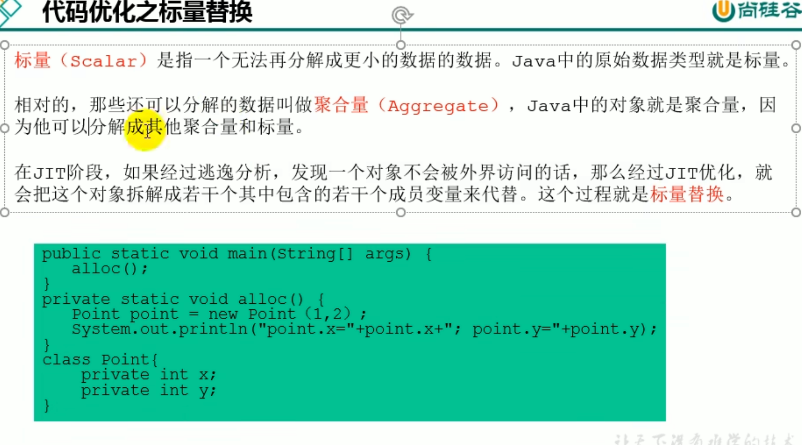 代码优化之标量替换
尚硅谷
标量（Scalar）是指一个无法再分解成更小的数据的数据。Java中的原始数据类型就是标量。
相对的，那些还可以分解的数据叫做聚合量（Aggregate），Java中的对象就是聚合量，因
为他可以分解成其他聚合量和标量。
在JIT阶段，如果经过逃逸分析，发现一个对象不会被外界访问的话，那么经过JIT优化，就
会把这个对象拆解成若干个其中包含的若干个成员变量来代替。这个过程就是标量替换。
public static void main(String[] args) {
alloc();
}
private static void alloc() {
Point point = new Point（1,2）;
System.out.println("point.x="+point.x+"; point.y="+point.y);
}
class Point{
private int x;
private int y;
}